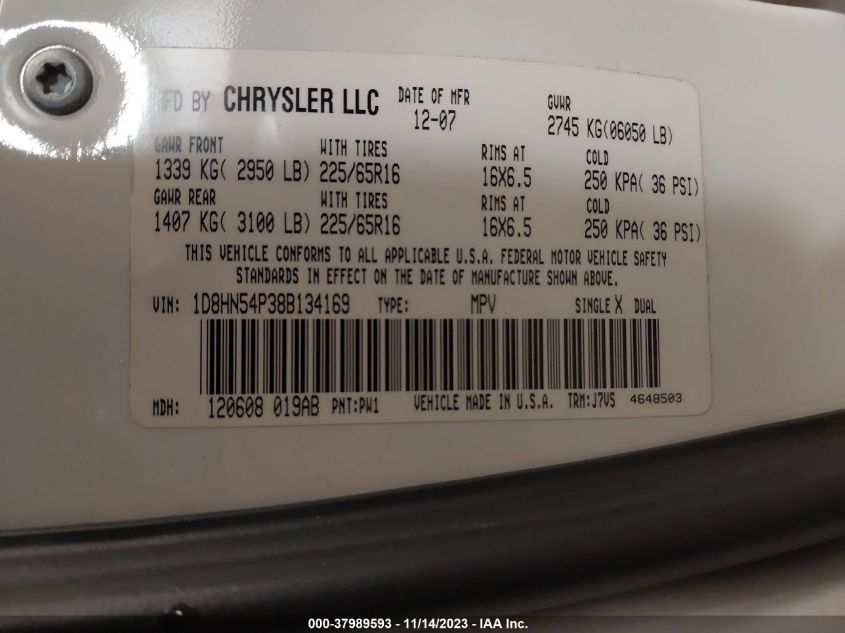 MFD BY CHRYSLER LLC DATE OF MFR 12-07 GVWR 2745 KG(06050 LB)
GAWR FRONT WITH TIRES RIMS AT COLD
1339 KG( 2950 LB) 225/65R16 16X6.5 250 KPA( 36 PSI)
GAWR REAR WITH TIRES RIMS AT COLD
1407 KG( 3100 LB) 225/65R16 16X6.5 250 KPA( 36 PSI)
THIS VEHICLE CONFORMS TO ALL APPLICABLE U.S.A. FEDERAL MOTOR VEHICLE SAFETY
STANDARDS IN EFFECT ON THE DATE OF MANUFACTURE SHOWN ABOVE.
VIN: 1D8HN54P38B134169 TYPE: MPV SINGLE X DUAL
MDH: 120608 019AB PNT:PW1 VEHICLE MADE IN U.S.A. TRM:J7VS 4648503
000-37989593 - 11/14/2023 - IAA Inc.